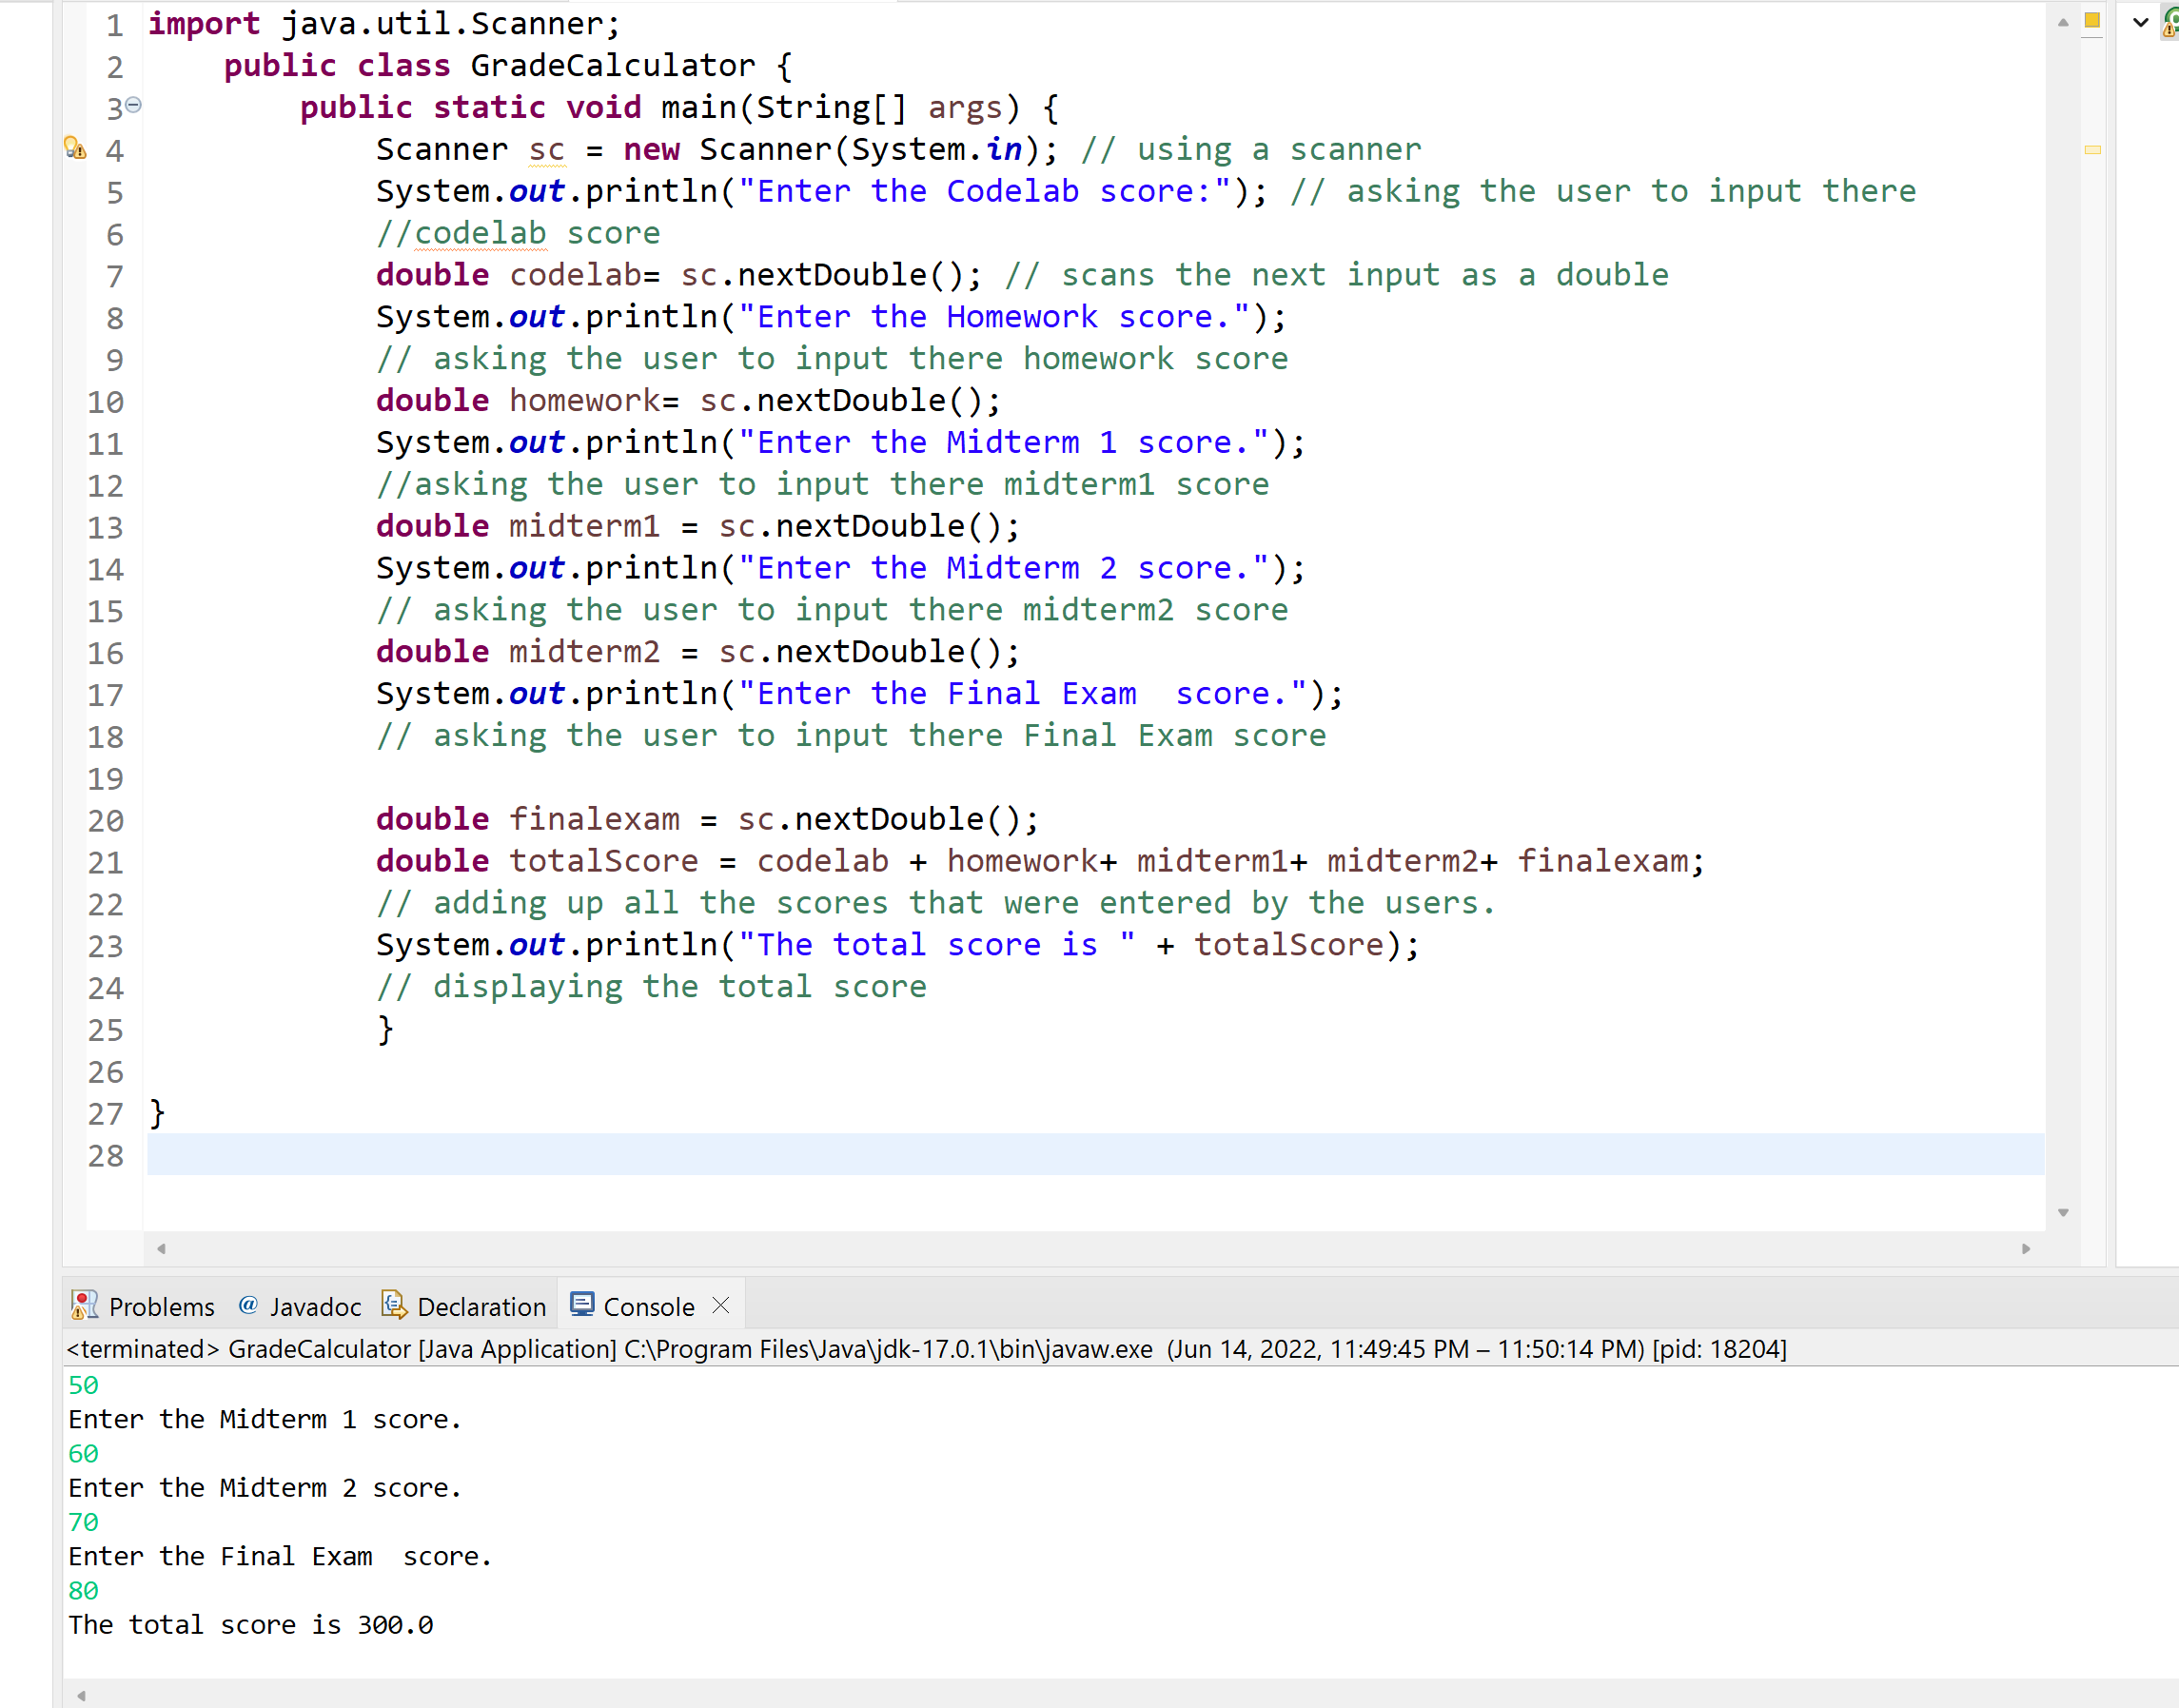 1 import java.util.Scanner;
2 public class GradeCalculator {
3 public static void main(String[] args) {
4 Scanner sc = new Scanner(System.in); // using a scanner
5 System.out.println("Enter the Codelab score:"); // asking the user to input there
6 //codelab score
7 double codelab= sc.nextDouble(); // scans the next input as a double
8 System.out.println("Enter the Homework score.");
9 // asking the user to input there homework score
10 double homework= sc.nextDouble();
11 System.out.println("Enter the Midterm 1 score.");
12 //asking the user to input there midterm1 score
13 double midterm1 = sc.nextDouble();
14 System.out.println("Enter the Midterm 2 score.");
15 // asking the user to input there midterm2 score
16 double midterm2 = sc.nextDouble();
17 System.out.println("Enter the Final Exam  score.");
18 // asking the user to input there Final Exam score
19
20 double finalexam = sc.nextDouble();
21 double totalScore = codelab + homework+ midterm1+ midterm2+ finalexam;
22 // adding up all the scores that were entered by the users.
23 System.out.println("The total score is " + totalScore);
24 // displaying the total score
25 }
26
27 }
28
Problems @ Javadoc Declaration Console
<terminated> GradeCalculator [Java Application] C:\Program Files\Java\jdk-17.0.1\bin\javaw.exe (Jun 14, 2022, 11:49:45 PM – 11:50:14 PM) [pid: 18204]
50
Enter the Midterm 1 score.
60
Enter the Midterm 2 score.
70
Enter the Final Exam  score.
80
The total score is 300.0